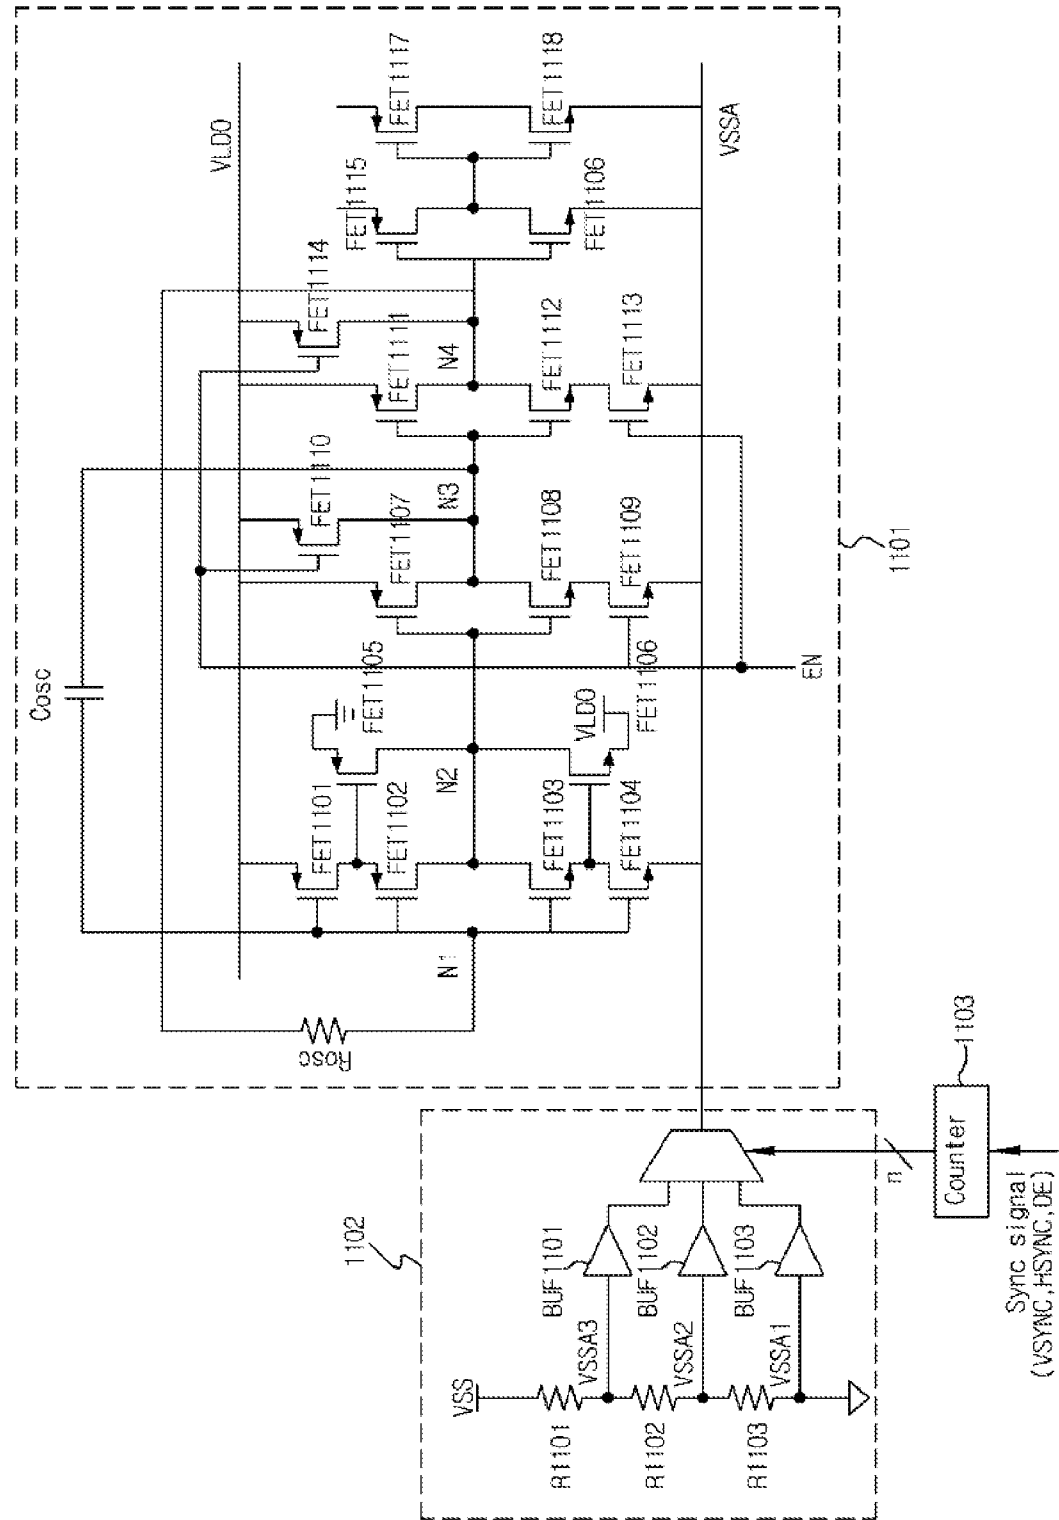 VLDO
FET1117
FET1118
VSSA
FET1115
FET1106
FET1114
FET1111
N4
FET1112
FET1113
FET1110
FET1107
N3
FET1108
FET1109
1101
Cosc
FET1105
VLDO
FET1106
EN
FET1101
FET1102
N2
FET1103
FET1104
N1
Rosc
1102
BUF1101
BUF1102
BUF1103
VSS
VSSA3
VSSA2
VSSA1
R1101
R1102
R1103
n
Counter
1103
Sync signal
(VSYNC,HSYNC,DE)